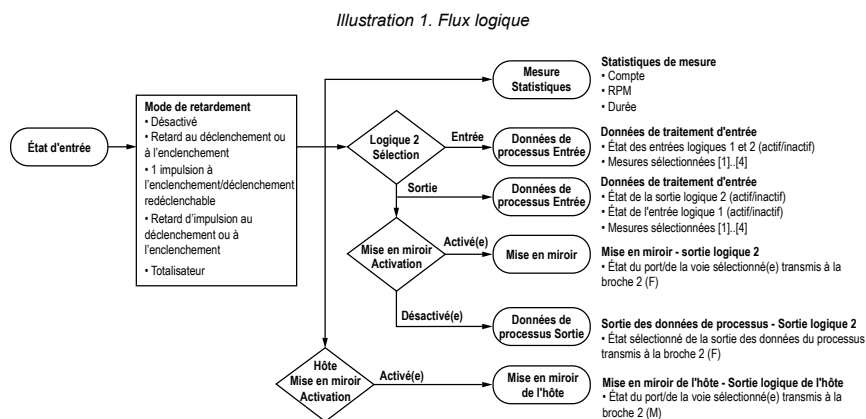 Illustration 1. Flux logique
État d'entrée
Mode de retardement
• Désactivé
• Retard au déclenchement ou
à l'enclenchement
• 1 impulsion à
l'enclenchement/déclenchement
redéclenchable
• Retard d'impulsion au
déclenchement ou à
l'enclenchement
• Totalisateur
Mesure
Statistiques
Statistiques de mesure
• Compte
• RPM
• Durée
Logique 2
Sélection
Entrée
Données de
processus Entrée
Données de traitement d'entrée
• État des entrées logiques 1 et 2 (actif/inactif)
• Mesures sélectionnées [1]..[4]
Sortie
Données de
processus Entrée
Données de traitement d'entrée
• État de la sortie logique 2 (actif/inactif)
• État de l'entrée logique 1 (actif/inactif)
• Mesures sélectionnées [1]..[4]
Mise en miroir
Activation
Activé(e)
Mise en miroir
Mise en miroir - sortie logique 2
• État du port/de la voie sélectionné(e) transmis à la
broche 2 (F)
Désactivé(e)
Données de
processus Sortie
Sortie des données de processus - Sortie logique 2
• État sélectionné de la sortie des données du processus
transmis à la broche 2 (F)
Hôte
Mise en miroir
Activation
Activé(e)
Mise en miroir
de l'hôte
Mise en miroir de l'hôte - Sortie logique de l'hôte
• État du port/de la voie sélectionné(e) transmis à la
broche 2 (M)